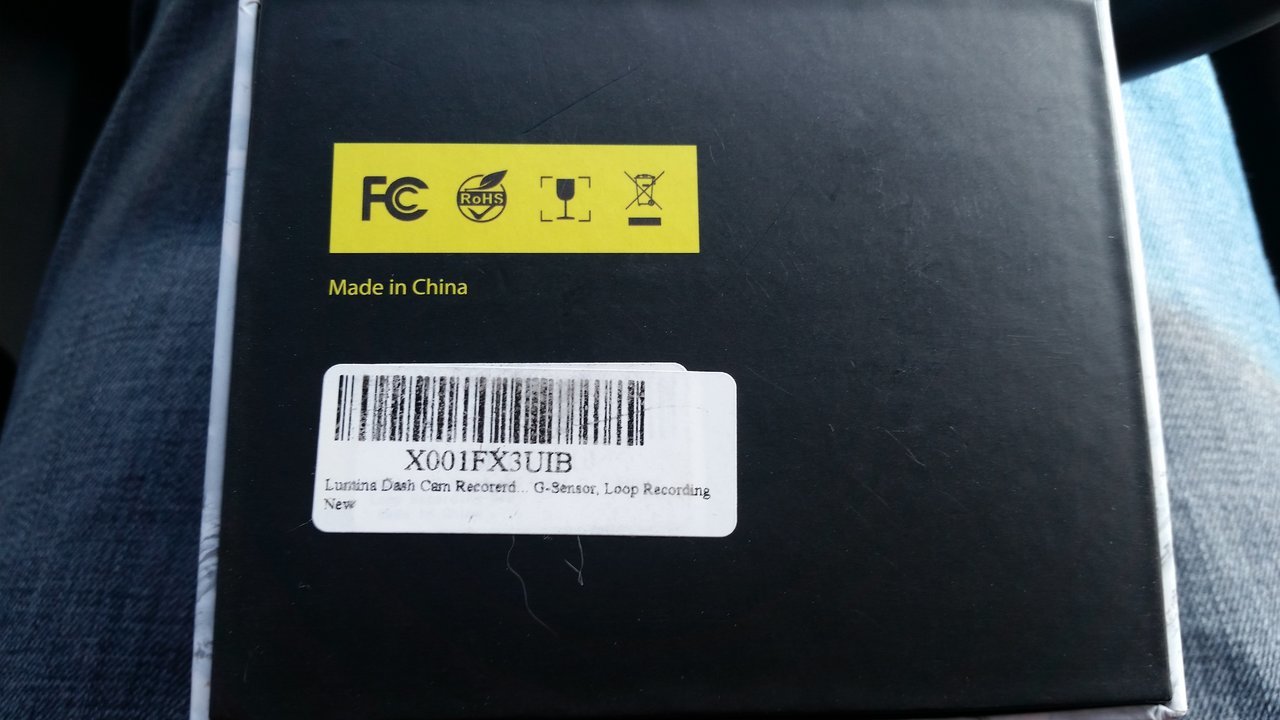 FC
RoHS
Made in China
X001FX3UIB
Lumina Dash Cam Recorerd... G-Sensor, Loop Recording
New